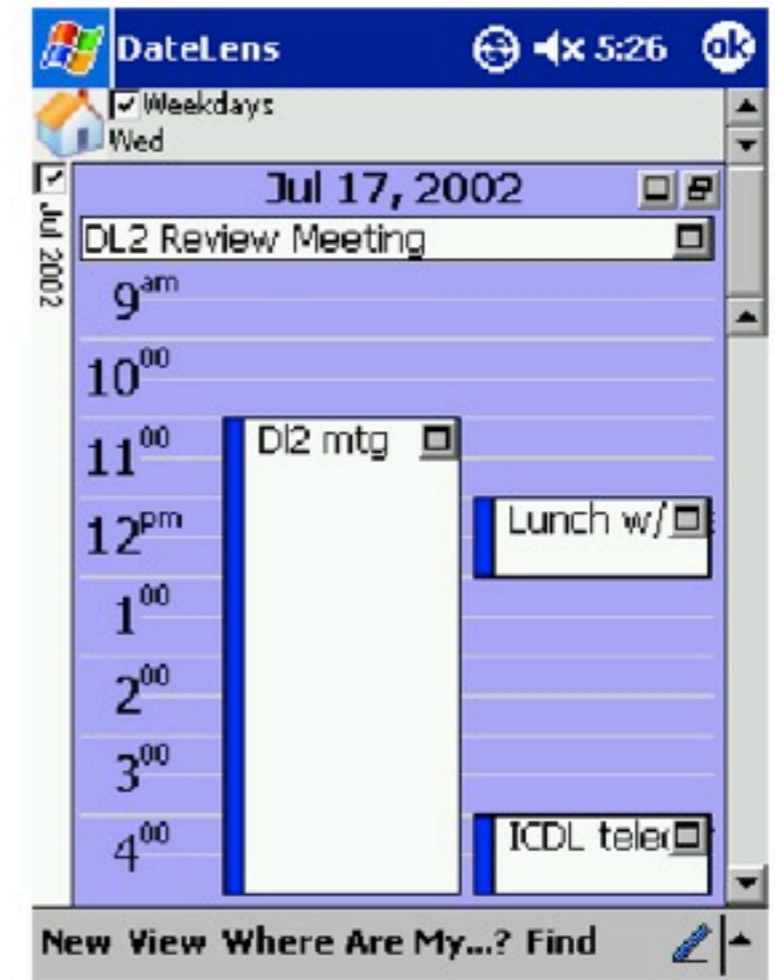 DateLens 5:26 ok
Weekdays
Wed
Jul 2002
Jul 17, 2002
DL2 Review Meeting
9am
1000
1100 Dl2 mtg
12pm Lunch w/
100
200
300
400 ICDL
New View Where Are My...? Find